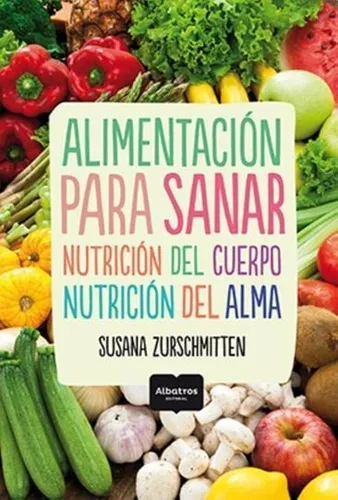 ALIMENTACIÓN
PARA SANAR
NUTRICIÓN DEL CUERPO
NUTRICIÓN DEL ALMA
SUSANA ZURSCHMITTEN
Albatros
EDITORIAL